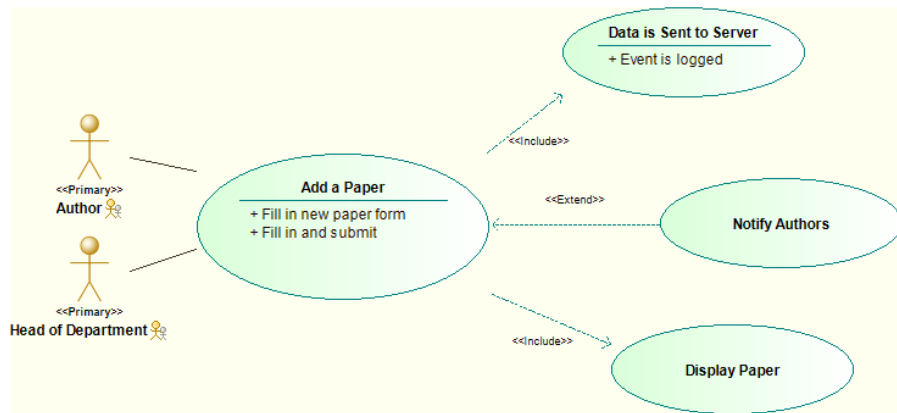 Data is Sent to Server
+ Event is logged
<<Include>>
<<Primary>>
Author
Add a Paper
+ Fill in new paper form
+ Fill in and submit
<<Extend>>
Notify Authors
<<Primary>>
Head of Department
<<Include>>
Display Paper